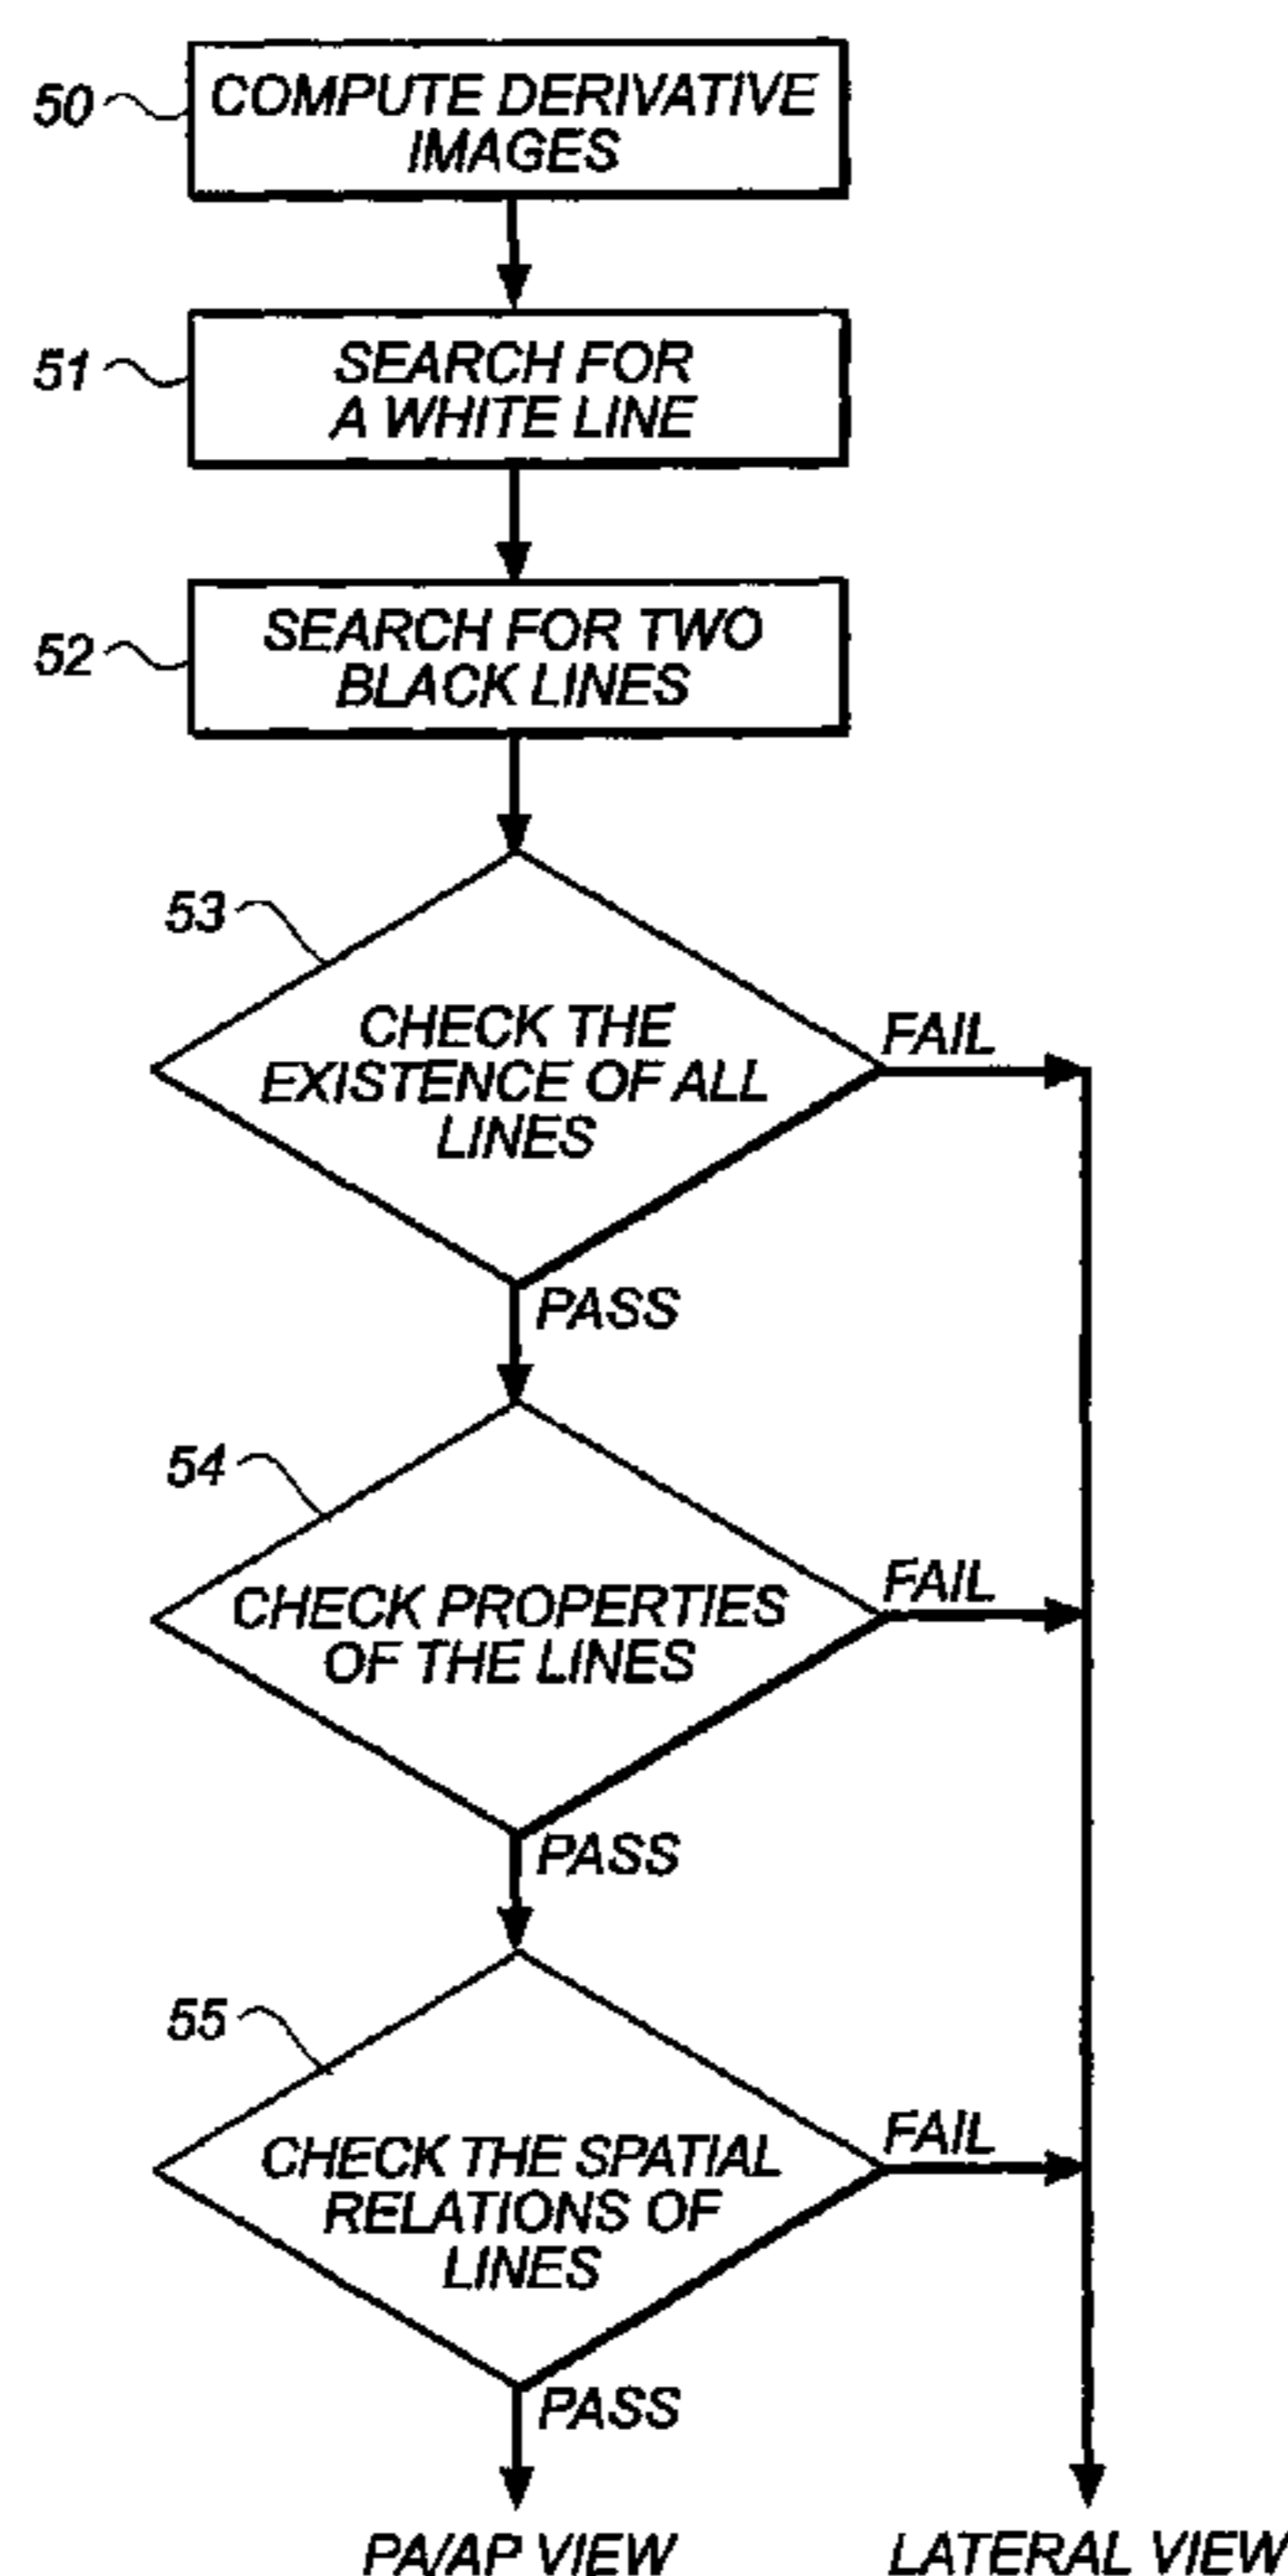 50
COMPUTE DERIVATIVE
IMAGES
51
SEARCH FOR
A WHITE LINE
52
SEARCH FOR TWO
BLACK LINES
53
CHECK THE
EXISTENCE OF ALL
LINES
FAIL
PASS
54
CHECK PROPERTIES
OF THE LINES
FAIL
PASS
55
CHECK THE SPATIAL
RELATIONS OF
LINES
FAIL
PASS
PA/AP VIEW
LATERAL VIEW